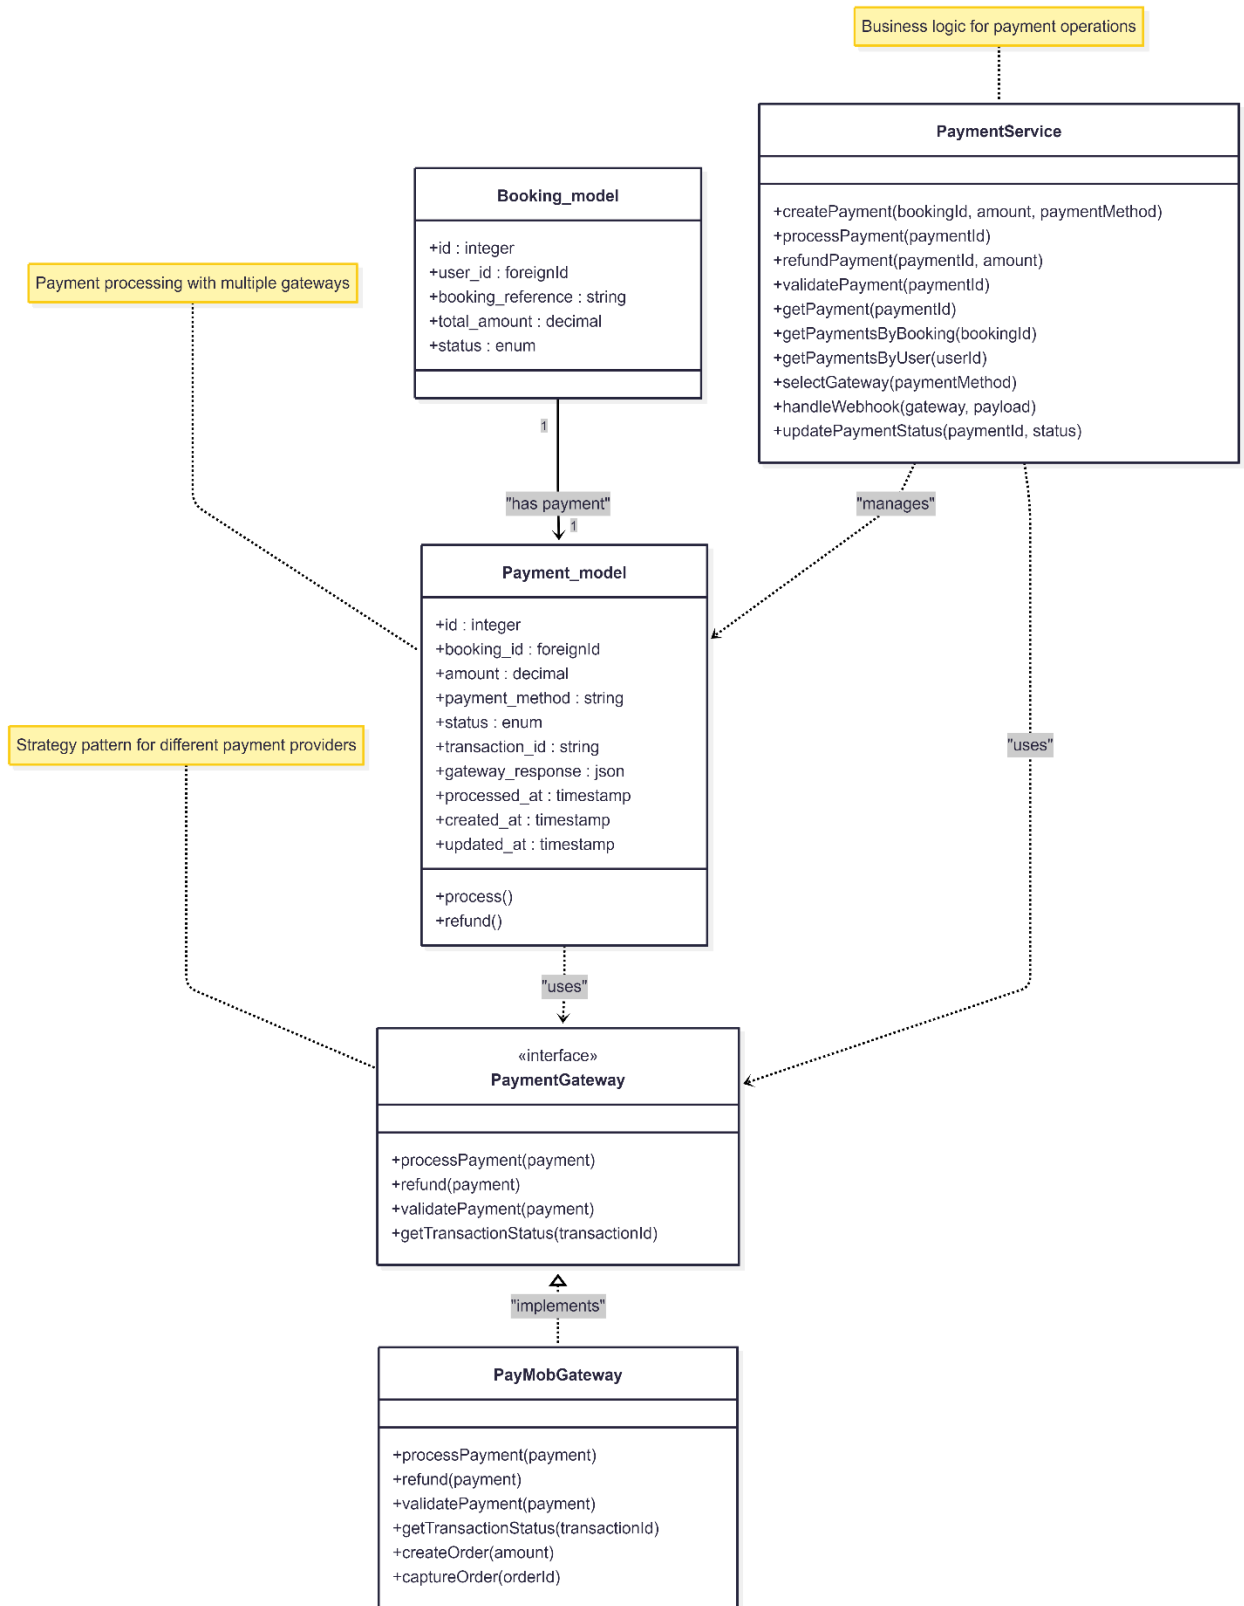 Business logic for payment operations
PaymentService
+createPayment(bookingId, amount, paymentMethod)
+processPayment(paymentId)
+refundPayment(paymentId, amount)
+validatePayment(paymentId)
+getPayment(paymentId)
+getPaymentsByBooking(bookingId)
+getPaymentsByUser(userId)
+selectGateway(paymentMethod)
+handleWebhook(gateway, payload)
+updatePaymentStatus(paymentId, status)
Booking_model
+id : integer
+user_id : foreignId
+booking_reference : string
+total_amount : decimal
+status : enum
Payment processing with multiple gateways
1
"has payment"
1
"manages"
Payment_model
+id : integer
+booking_id : foreignId
+amount : decimal
+payment_method : string
+status : enum
+transaction_id : string
+gateway_response : json
+processed_at : timestamp
+created_at : timestamp
+updated_at : timestamp
+process()
+refund()
Strategy pattern for different payment providers
"uses"
"uses"
«interface»
PaymentGateway
+processPayment(payment)
+refund(payment)
+validatePayment(payment)
+getTransactionStatus(transactionId)
"implements"
PayMobGateway
+processPayment(payment)
+refund(payment)
+validatePayment(payment)
+getTransactionStatus(transactionId)
+createOrder(amount)
+captureOrder(orderId)